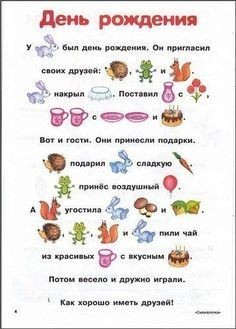 День рождения
У был день рождения. Он пригласил
своих друзей: , и .
накрыл . Поставил , ,
с и .
Вот и гости. Они принесли подарки.
подарил сладкую .
принёс воздушный .
А угостила и .
, , и пили чай
из красивых с вкусным .
Потом весело и дружно играли.
Как хорошо иметь друзей!
4
«Смекалочка»